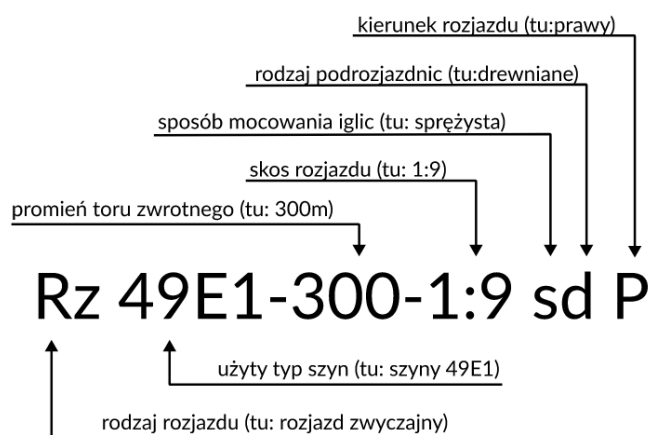 kierunek rozjazdu (tu:prawy)
rodzaj podrozjazdnic (tu:drewniane)
sposób mocowania iglic (tu: sprężysta)
skos rozjazdu (tu: 1:9)
promień toru zwrotnego (tu: 300m)
Rz 49E1-300-1:9 sd P
użyty typ szyn (tu: szyny 49E1)
rodzaj rozjazdu (tu: rozjazd zwyczajny)